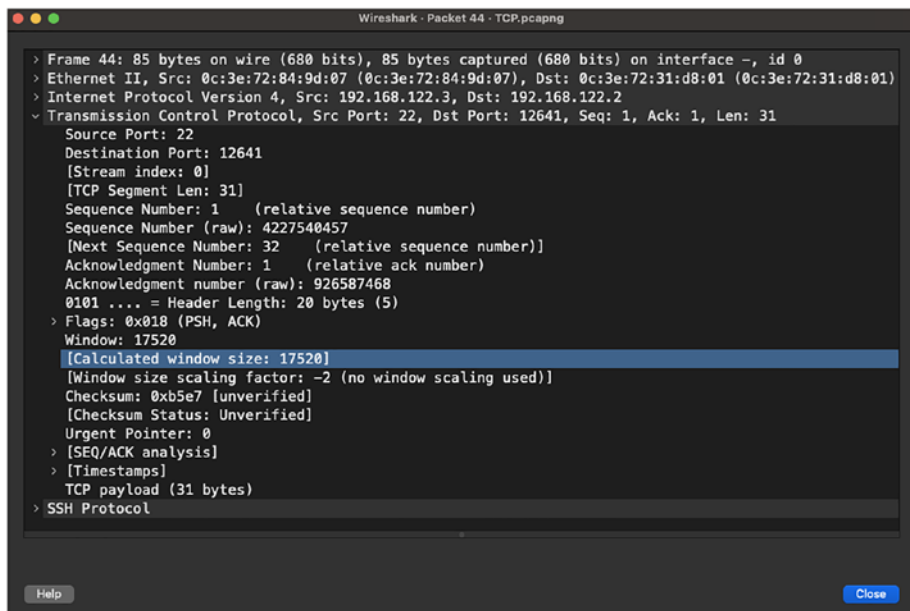 Wireshark · Packet 44 · TCP.pcapng
Frame 44: 85 bytes on wire (680 bits), 85 bytes captured (680 bits) on interface -, id 0
Ethernet II, Src: 0c:3e:72:84:9d:07 (0c:3e:72:84:9d:07), Dst: 0c:3e:72:31:d8:01 (0c:3e:72:31:d8:01)
Internet Protocol Version 4, Src: 192.168.122.3, Dst: 192.168.122.2
Transmission Control Protocol, Src Port: 22, Dst Port: 12641, Seq: 1, Ack: 1, Len: 31
Source Port: 22
Destination Port: 12641
[Stream index: 0]
[TCP Segment Len: 31]
Sequence Number: 1    (relative sequence number)
Sequence Number (raw): 4227540457
[Next Sequence Number: 32    (relative sequence number)]
Acknowledgment Number: 1    (relative ack number)
Acknowledgment number (raw): 926587468
0101 .... = Header Length: 20 bytes (5)
Flags: 0x018 (PSH, ACK)
Window: 17520
[Calculated window size: 17520]
[Window size scaling factor: -2 (no window scaling used)]
Checksum: 0xb5e7 [unverified]
[Checksum Status: Unverified]
Urgent Pointer: 0
[SEQ/ACK analysis]
[Timestamps]
TCP payload (31 bytes)
SSH Protocol
Help
Close